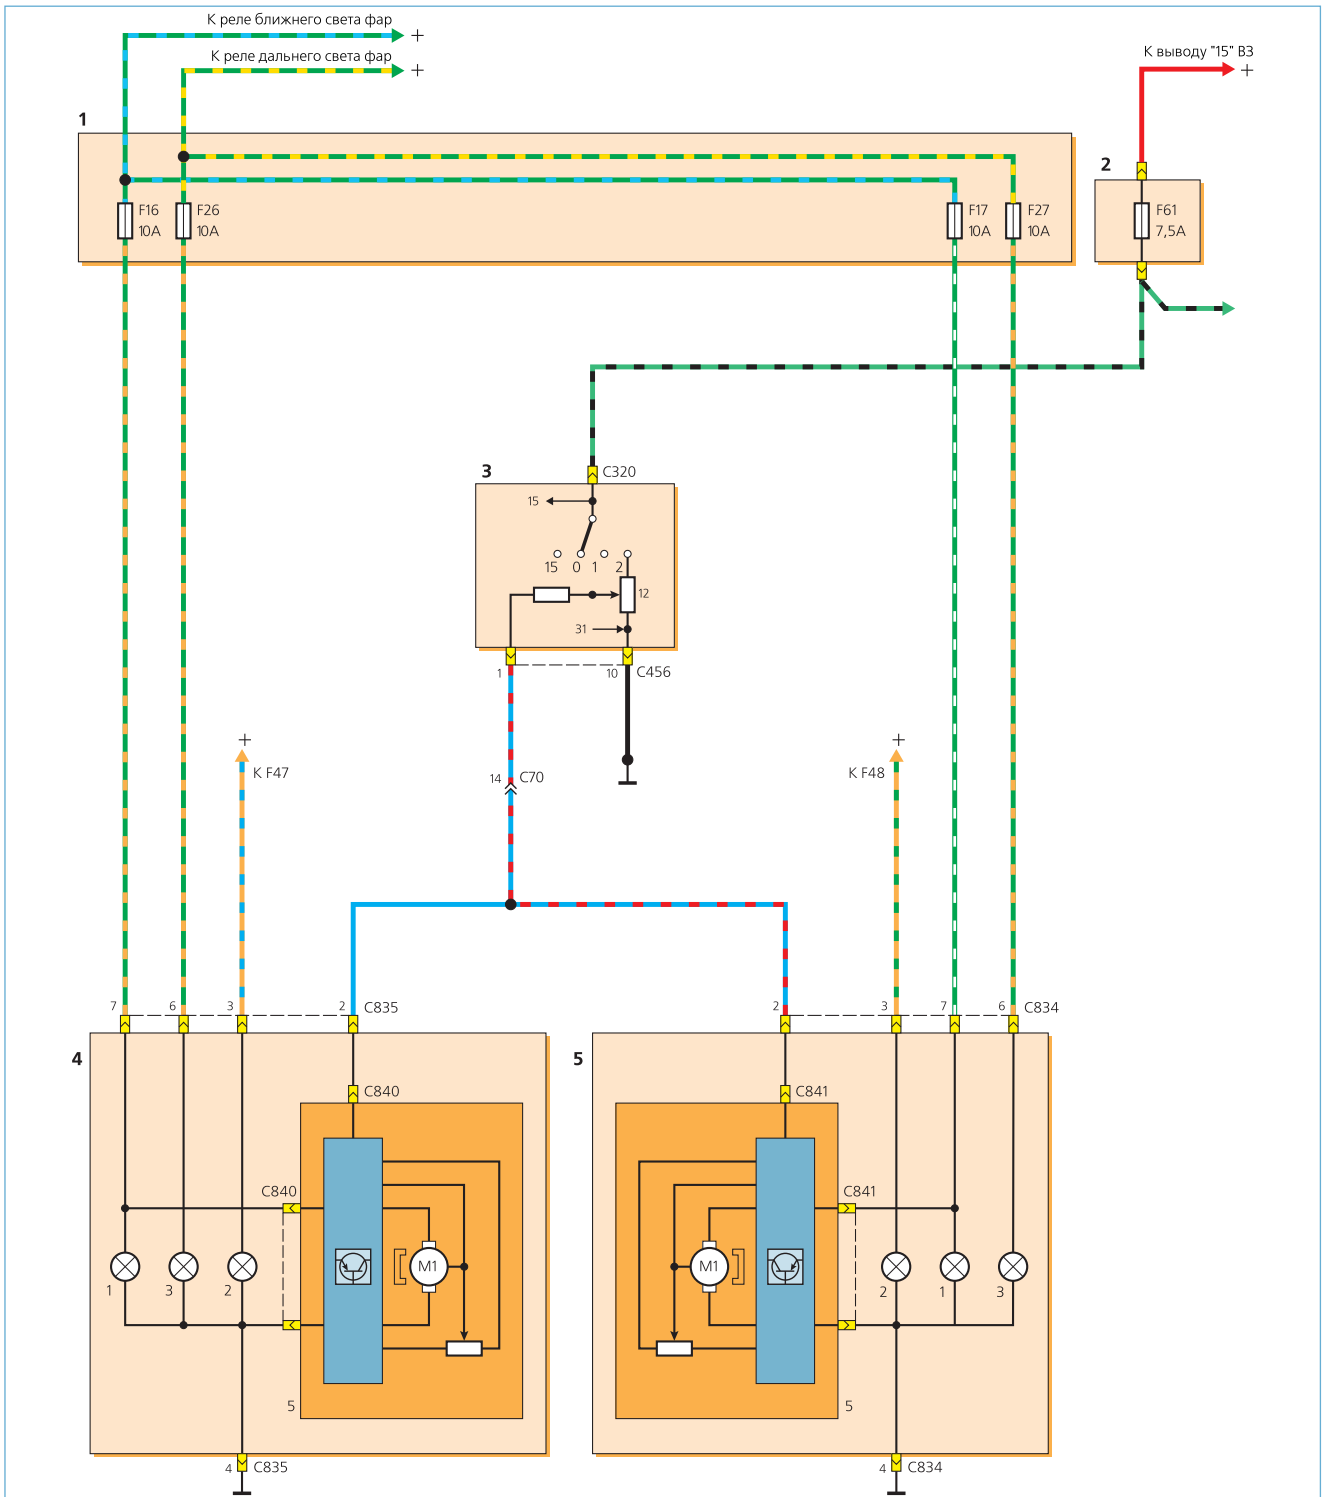 К реле ближнего света фар
+
К реле дальнего света фар
+
К выводу "15" ВЗ
+
1
2
F16
10A
F26
10A
F17
10A
F27
10A
F61
7,5A
3
C320
15
15 0 1 2
12
31
1
10
C456
+
К F47
14
C70
+
К F48
7
6
3
2
C835
2
3
7
6
C834
4
5
C840
C841
C840
C841
M1
M1
1
3
2
2
1
3
5
5
4
C835
4
C834